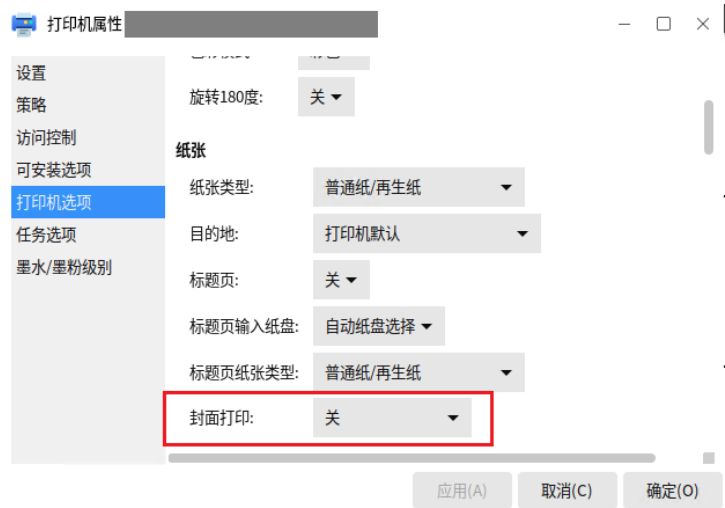 打印机属性
设置
策略
访问控制
可安装选项
打印机选项
任务选项
墨水/墨粉级别
旋转180度: 关
纸张
纸张类型: 普通纸/再生纸
目的地: 打印机默认
标题页: 关
标题页输入纸盘: 自动纸盘选择
标题页纸张类型: 普通纸/再生纸
封面打印: 关
应用(A) 取消(C) 确定(O)